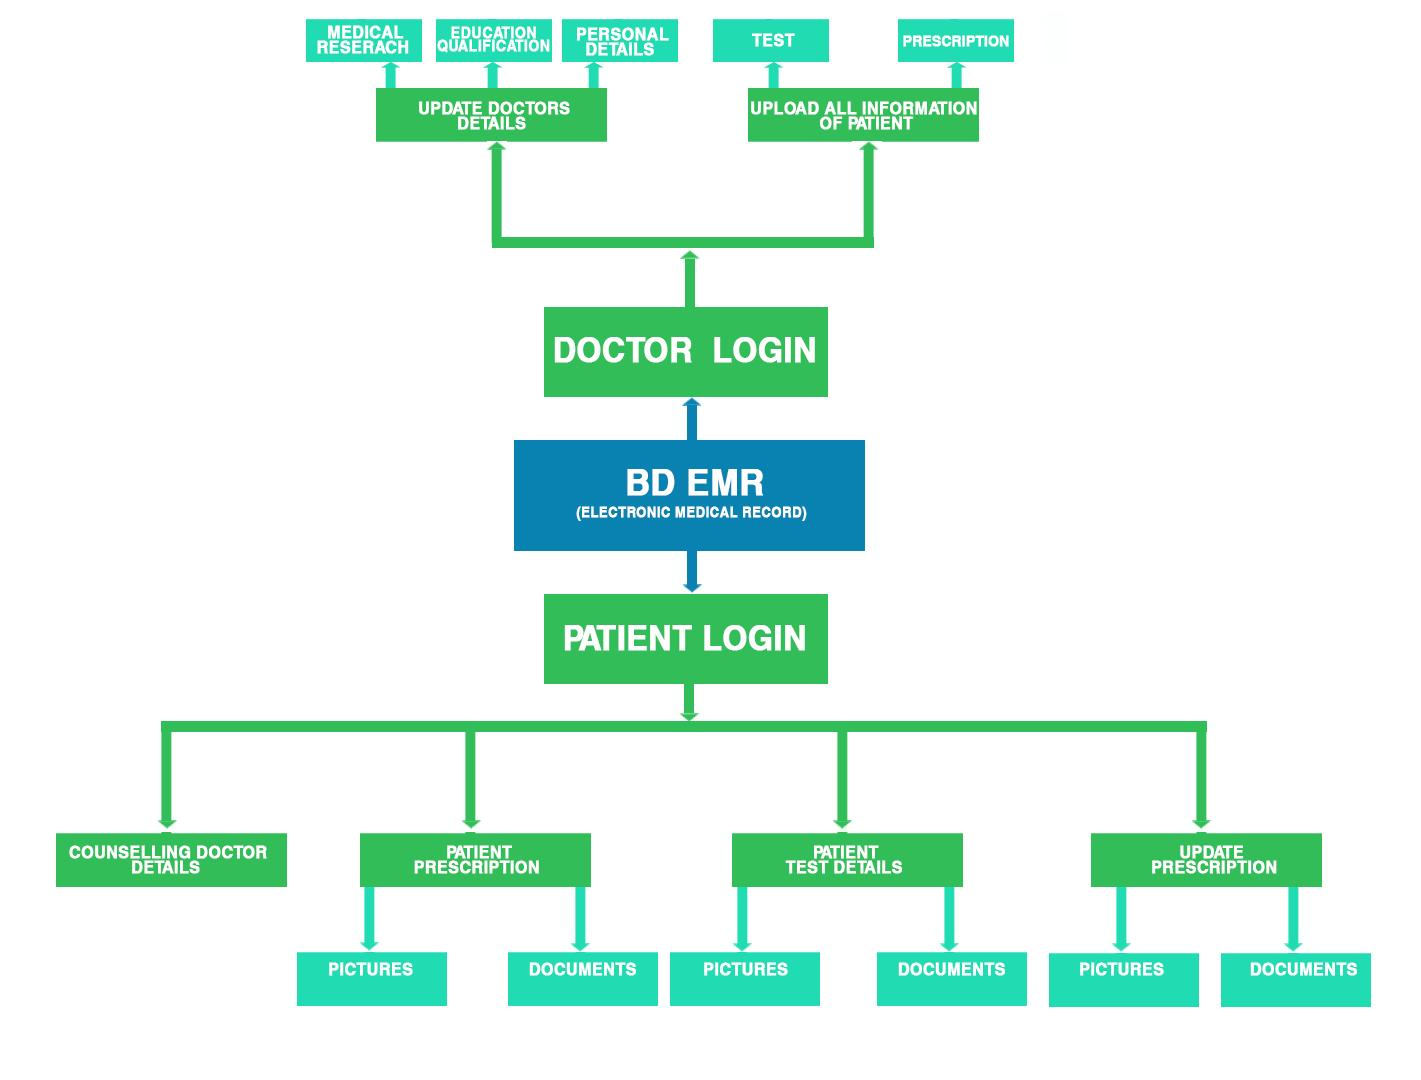 MEDICAL
RESERACH
EDUCATION
QUALIFICATION
PERSONAL
DETAILS
TEST
PRESCRIPTION
UPDATE DOCTORS
DETAILS
UPLOAD ALL INFORMATION
OF PATIENT
DOCTOR LOGIN
BD EMR
(ELECTRONIC MEDICAL RECORD)
PATIENT LOGIN
COUNSELLING DOCTOR
DETAILS
PATIENT
PRESCRIPTION
PATIENT
TEST DETAILS
UPDATE
PRESCRIPTION
PICTURES
DOCUMENTS
PICTURES
DOCUMENTS
PICTURES
DOCUMENTS